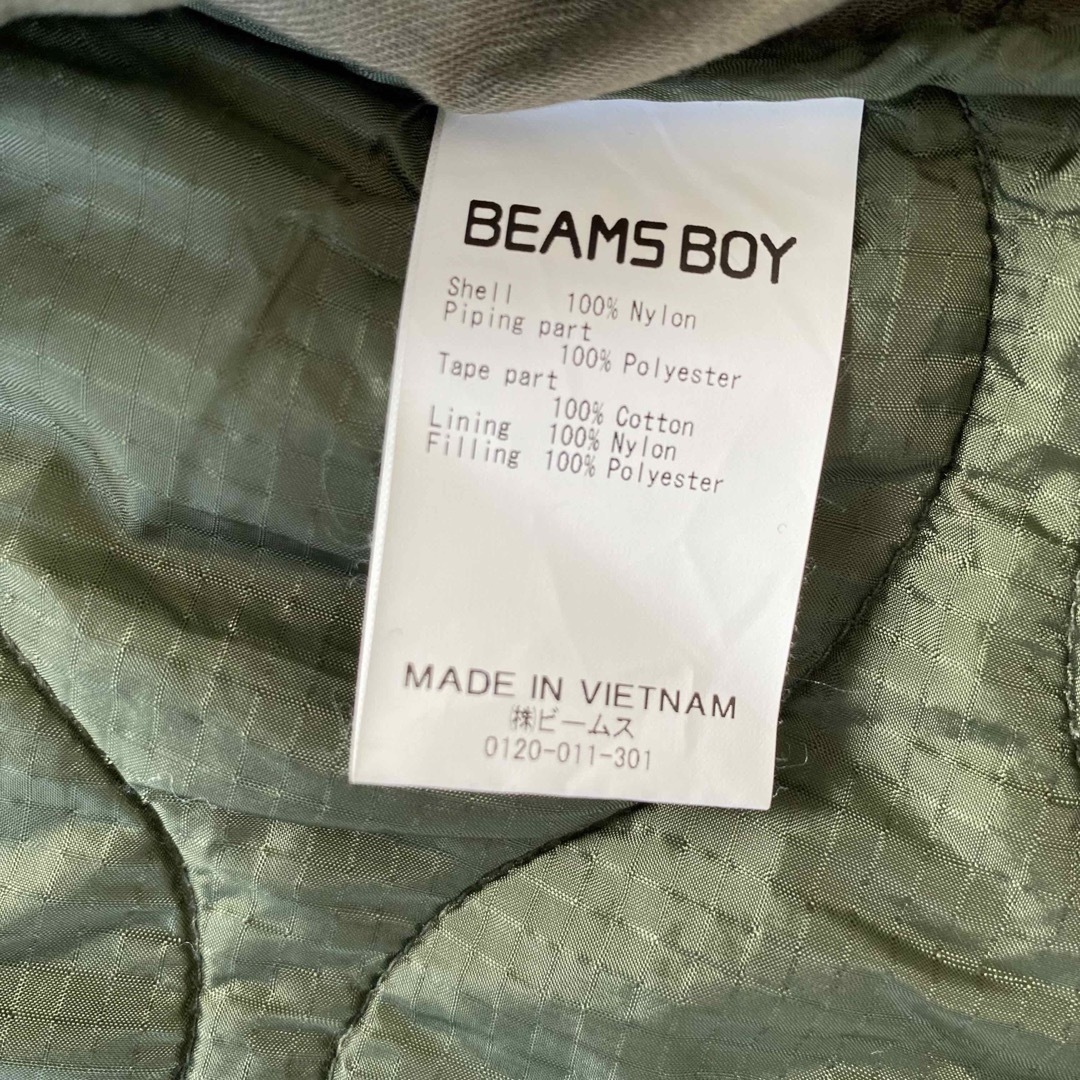 BEAMS BOY
Shell 100% Nylon
Piping part
100% Polyester
Tape part
100% Cotton
Lining 100% Nylon
Filling 100% Polyester
MADE IN VIETNAM
㈱ビームス
0120-011-301